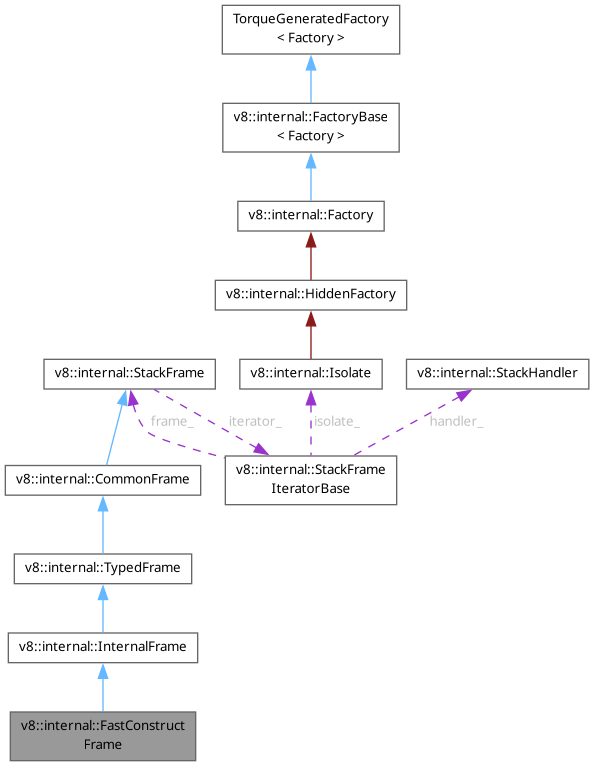 TorqueGeneratedFactory
< Factory >
v8::internal::FactoryBase
< Factory >
v8::internal::Factory
v8::internal::HiddenFactory
v8::internal::StackFrame
v8::internal::Isolate
v8::internal::StackHandler
frame_
iterator_
isolate_
handler_
v8::internal::CommonFrame
v8::internal::StackFrame
IteratorBase
v8::internal::TypedFrame
v8::internal::InternalFrame
v8::internal::FastConstruct
Frame